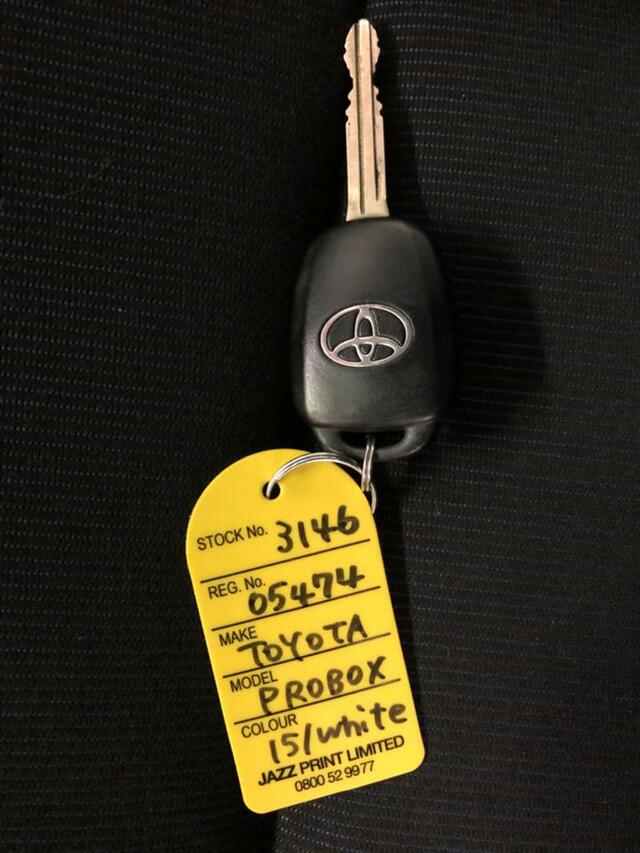 STOCK No. 3146
REG. No. 05474
MAKE TOYOTA
MODEL PROBOX
COLOUR 15/white
JAZZ PRINT LIMITED
0800 52 9977